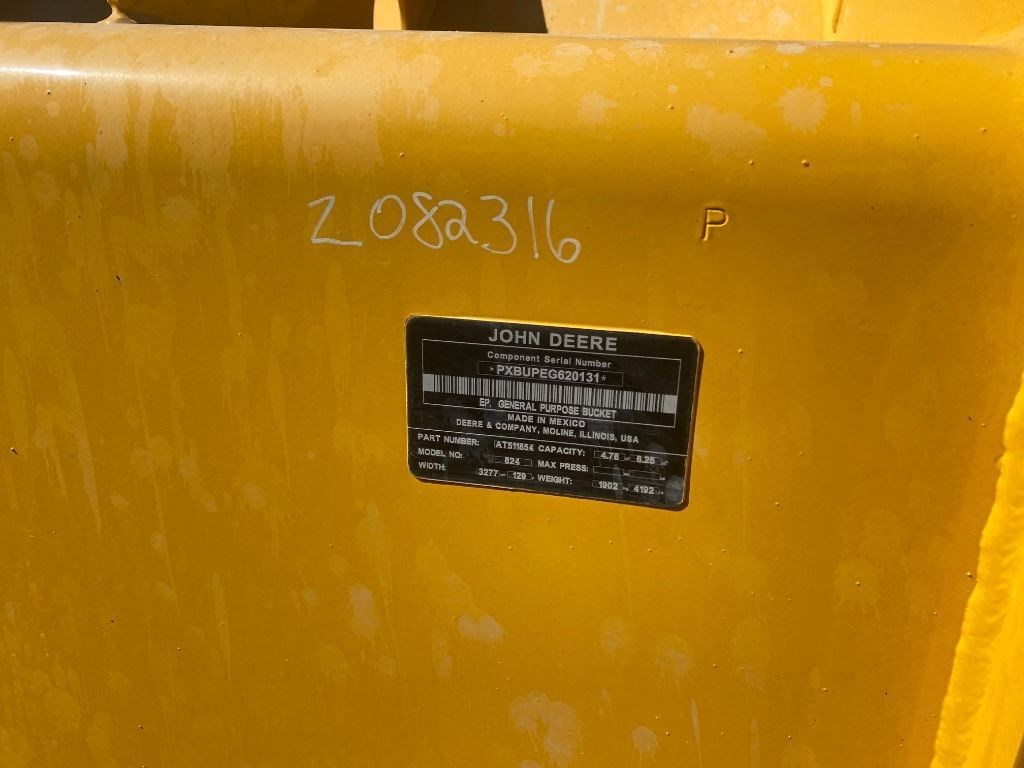 Z082316
P
JOHN DEERE
Component Serial Number
*PXBUPEG620131*
EP. GENERAL PURPOSE BUCKET
MADE IN MEXICO
DEERE & COMPANY, MOLINE, ILLINOIS, USA
PART NUMBER: AT511854 CAPACITY: 4.78 6.25
MODEL NO: 824 MAX PRESS:
WIDTH: 3277 129 WEIGHT: 1902 4192